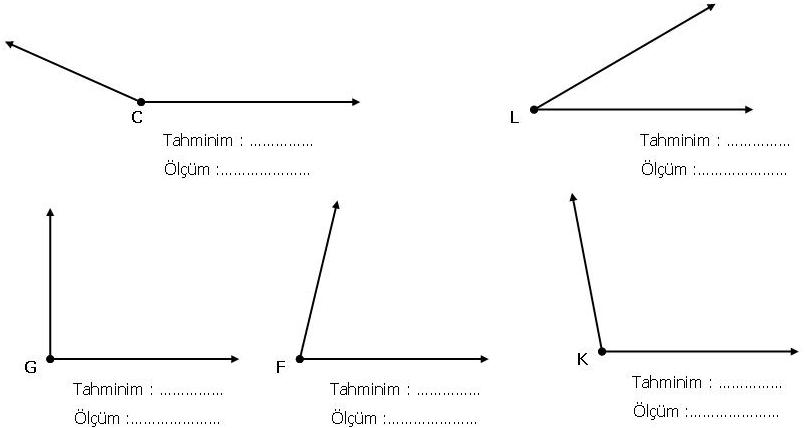 C
Tahminim : ……………
Ölçüm :…………………
L
Tahminim : ……………
Ölçüm :…………………
G
Tahminim : ……………
Ölçüm :…………………
F
Tahminim : ……………
Ölçüm :…………………
K
Tahminim : ……………
Ölçüm :…………………